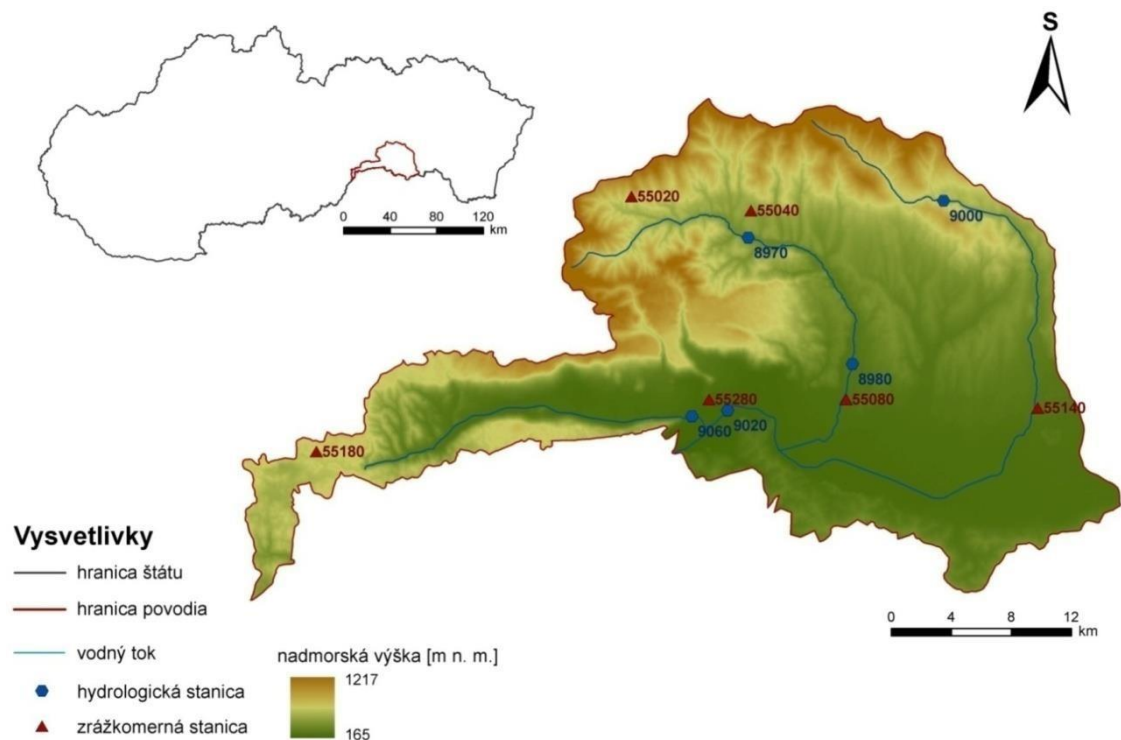 S
0 40 80 120
km
55020
55040
9000
8970
8980
55280
55080
55140
9020
9060
55180
Vysvetlivky
hranica štátu
hranica povodia
vodný tok
hydrologická stanica
zrážkomerná stanica
nadmorská výška [m n. m.]
1217
165
0 4 8 12
km